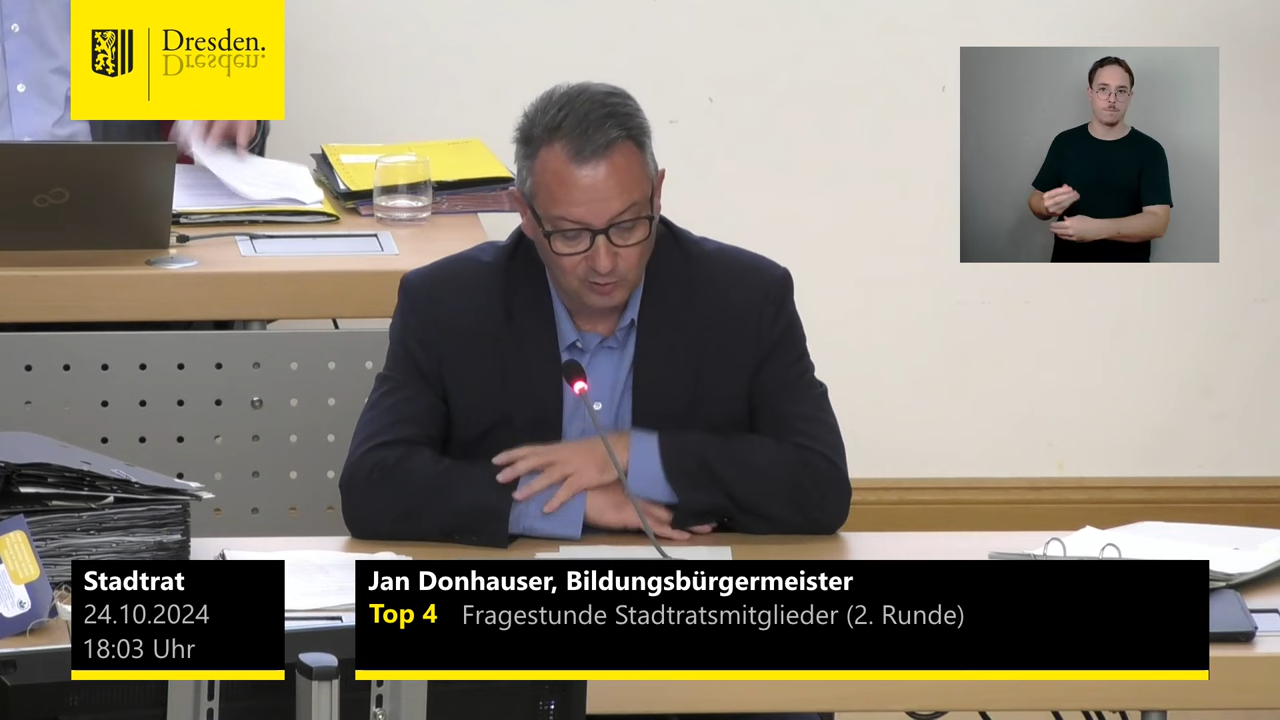 Dresden.
Dresden.
Stadtrat
24.10.2024
18:03 Uhr
Jan Donhauser, Bildungsbürgermeister
Top 4 Fragestunde Stadtratsmitglieder (2. Runde)